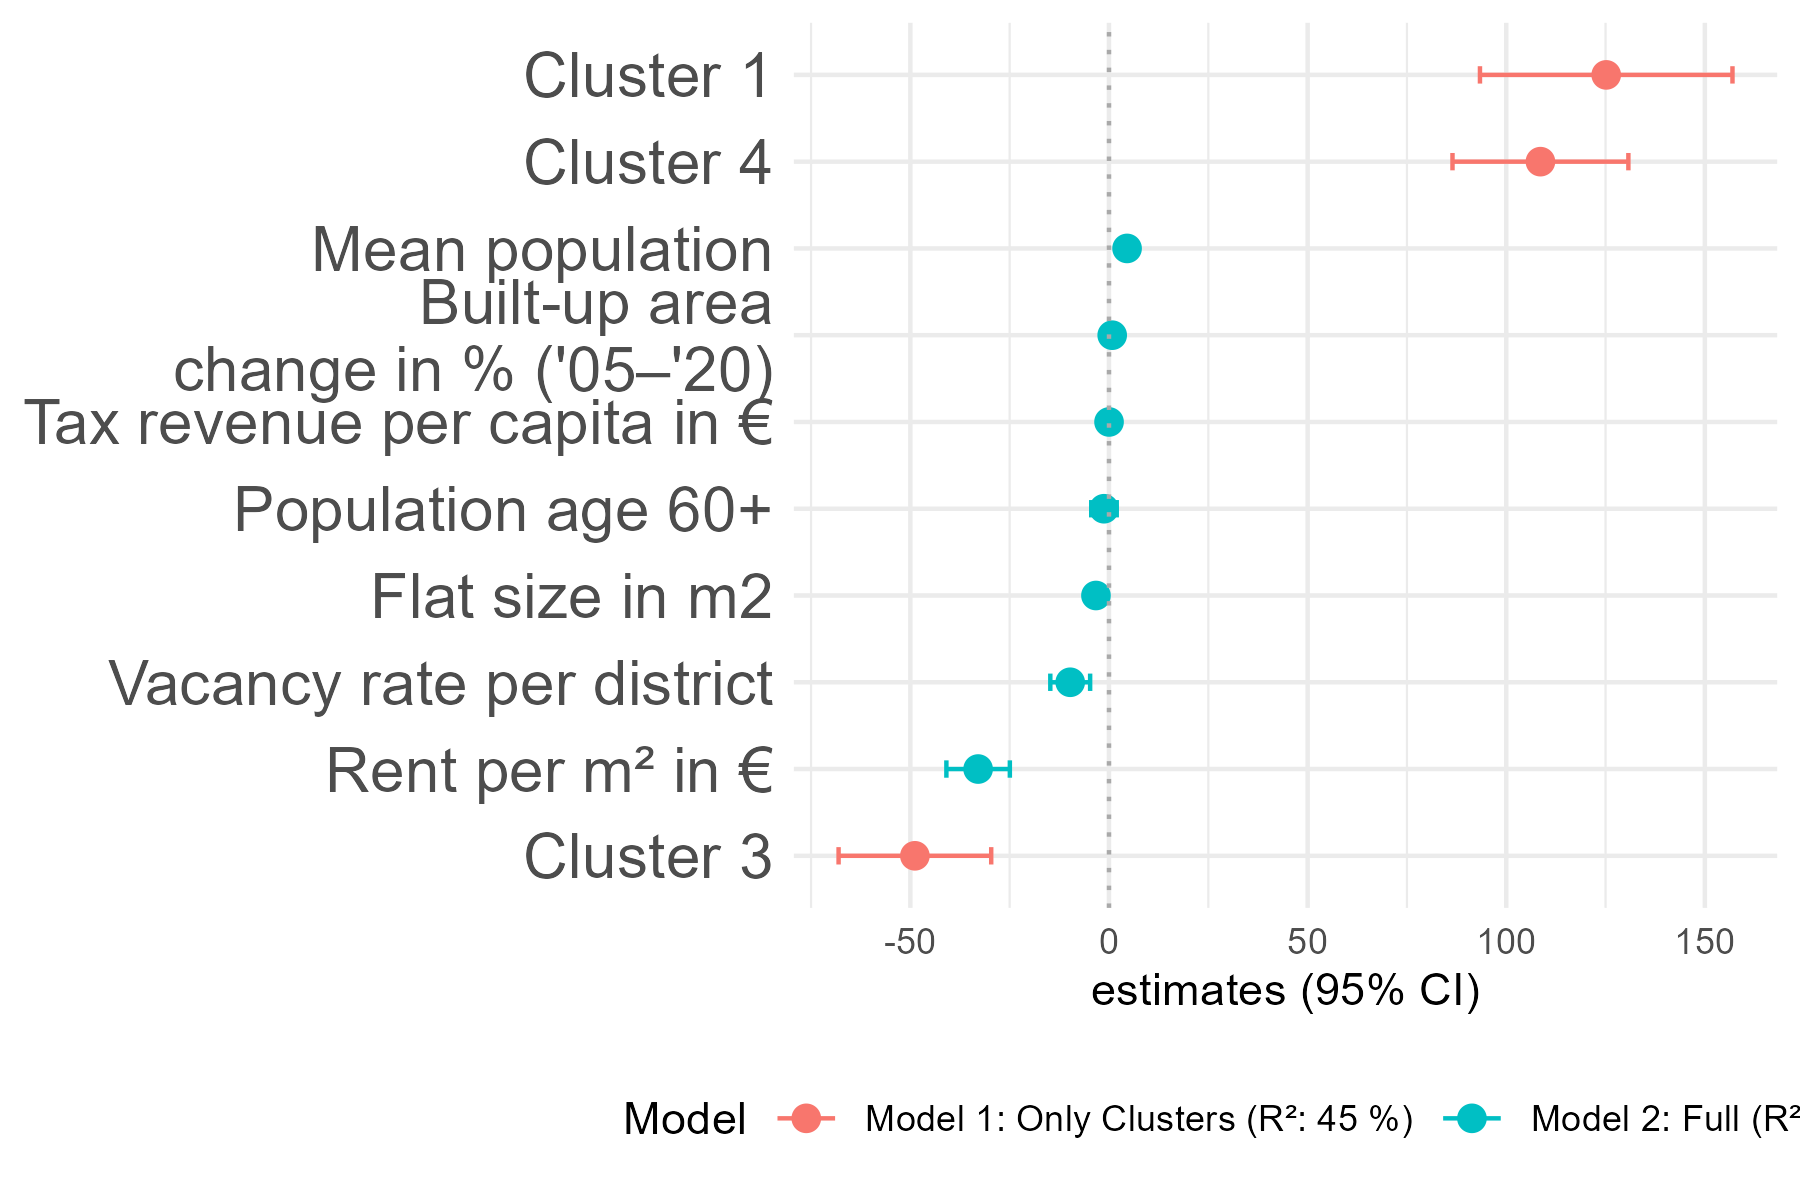 Cluster 1
Cluster 4
Mean population
Built-up area
change in % ('05–'20)
Tax revenue per capita in €
Population age 60+
Flat size in m2
Vacancy rate per district
Rent per m² in €
Cluster 3
-50 0 50 100 150
estimates (95% CI)
Model Model 1: Only Clusters (R²: 45 %) Model 2: Full (R²